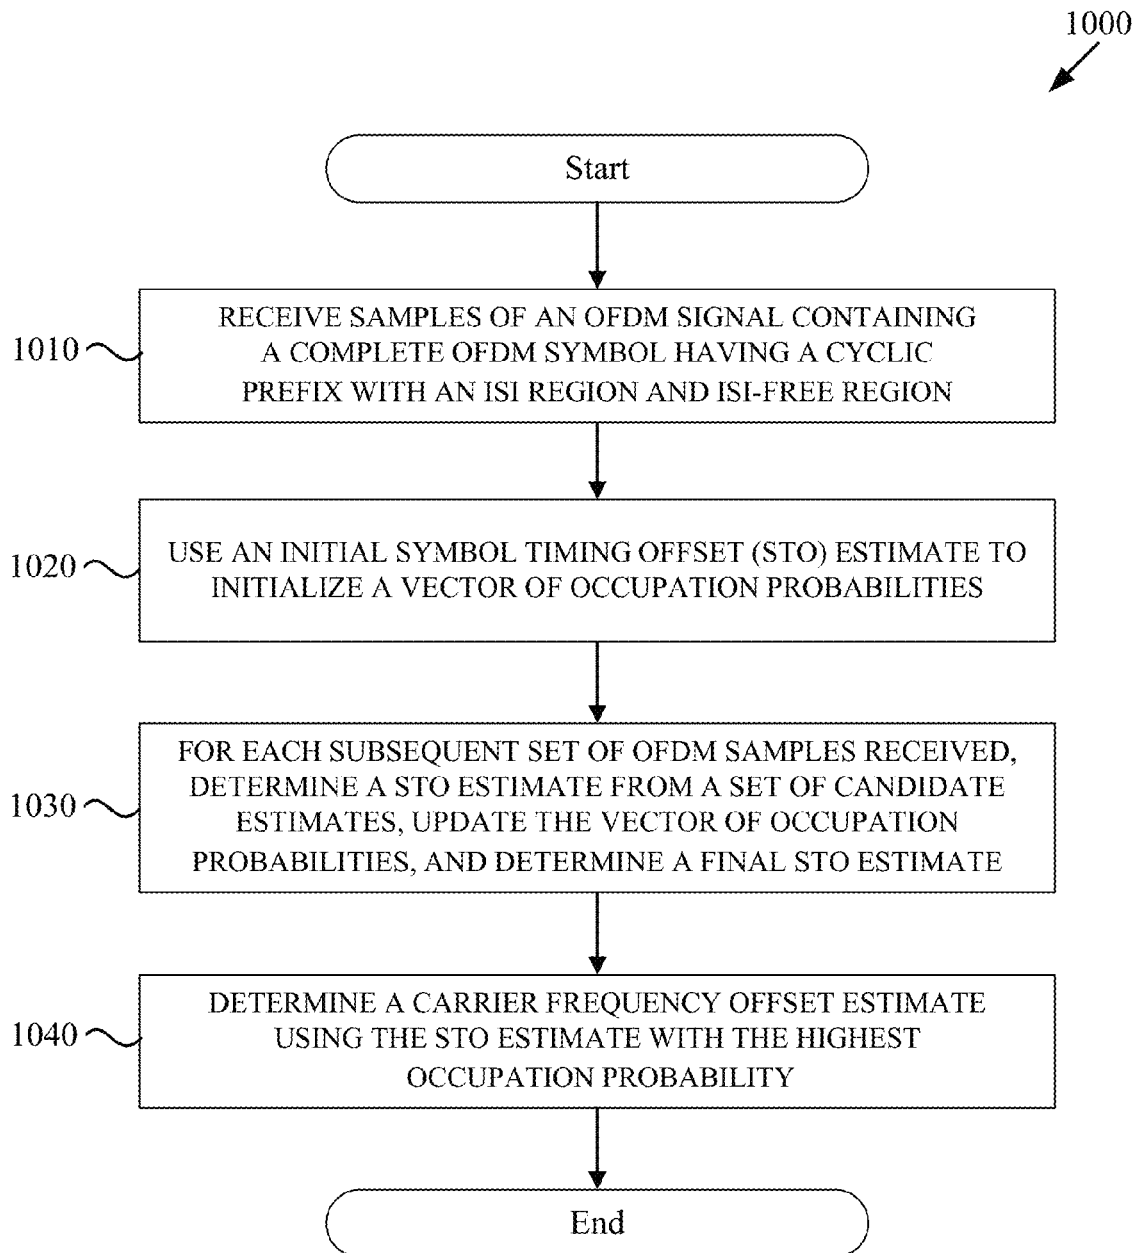 1000
Start
1010
RECEIVE SAMPLES OF AN OFDM SIGNAL CONTAINING
A COMPLETE OFDM SYMBOL HAVING A CYCLIC
PREFIX WITH AN ISI REGION AND ISI-FREE REGION
1020
USE AN INITIAL SYMBOL TIMING OFFSET (STO) ESTIMATE TO
INITIALIZE A VECTOR OF OCCUPATION PROBABILITIES
1030
FOR EACH SUBSEQUENT SET OF OFDM SAMPLES RECEIVED,
DETERMINE A STO ESTIMATE FROM A SET OF CANDIDATE
ESTIMATES, UPDATE THE VECTOR OF OCCUPATION
PROBABILITIES, AND DETERMINE A FINAL STO ESTIMATE
1040
DETERMINE A CARRIER FREQUENCY OFFSET ESTIMATE
USING THE STO ESTIMATE WITH THE HIGHEST
OCCUPATION PROBABILITY
End